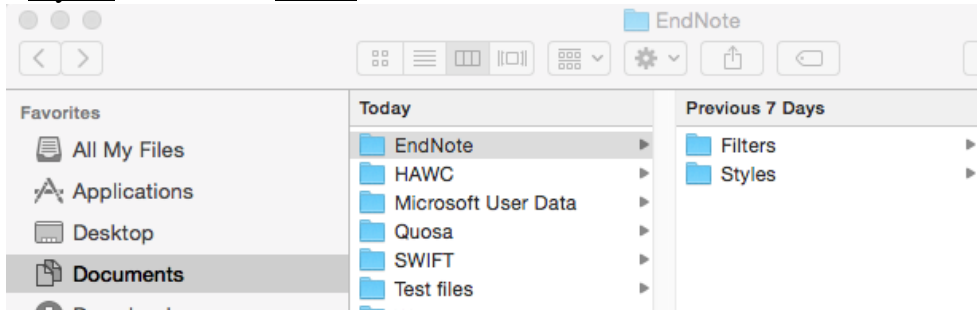 EndNote
Favorites
All My Files
Applications
Desktop
Documents
Today
EndNote
HAWC
Microsoft User Data
Quosa
SWIFT
Test files
Previous 7 Days
Filters
Styles